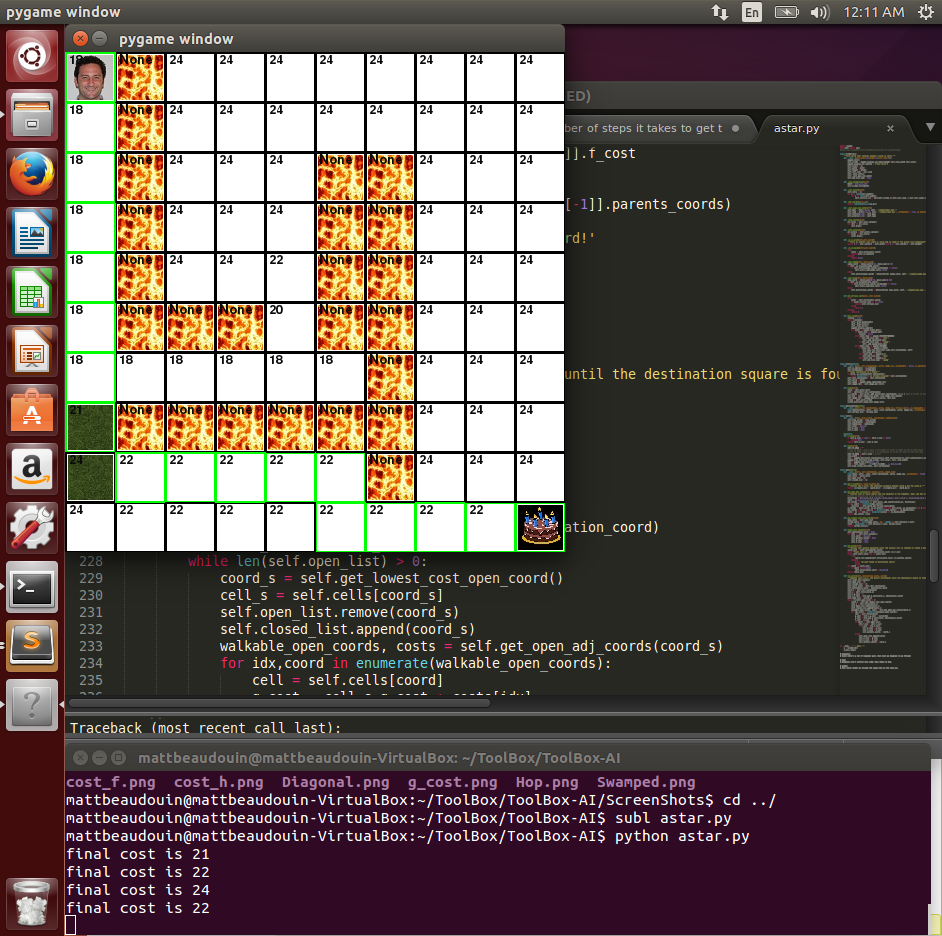 pygame window
En
12:11 AM
pygame window
18 None 24 24 24 24 24 24 24 24
18 None 24 24 24 24 24 24 24 24
18 None 24 24 24 None None 24 24 24
18 None 24 24 24 None None 24 24 24
18 None 24 24 22 None None 24 24 24
18 None None None 20 None None 24 24 24
18 18 18 18 18 18 None 24 24 24
21 None None None None None None 24 24 24
24 22 22 22 22 22 None 24 24 24
24 22 22 22 22 22 22 22 22
ED)
ber of steps it takes to get t
astar.py
]].f_cost
[-1]].parents_coords)
rd!'
until the destination square is fou
ation_coord)
228 while len(self.open_list) > 0:
229 coord_s = self.get_lowest_cost_open_coord()
230 cell_s = self.cells[coord_s]
231 self.open_list.remove(coord_s)
232 self.closed_list.append(coord_s)
233 walkable_open_coords, costs = self.get_open_adj_coords(coord_s)
234 for idx,coord in enumerate(walkable_open_coords):
235 cell = self.cells[coord]
Traceback (most recent call last):
mattbeaudouin@mattbeaudouin-VirtualBox: ~/ToolBox/ToolBox-AI
cost_f.png cost_h.png Diagonal.png g_cost.png Hop.png Swamped.png
mattbeaudouin@mattbeaudouin-VirtualBox:~/ToolBox/ToolBox-AI/ScreenShots$ cd ../
mattbeaudouin@mattbeaudouin-VirtualBox:~/ToolBox/ToolBox-AI$ subl astar.py
mattbeaudouin@mattbeaudouin-VirtualBox:~/ToolBox/ToolBox-AI$ python astar.py
final cost is 21
final cost is 22
final cost is 24
final cost is 22